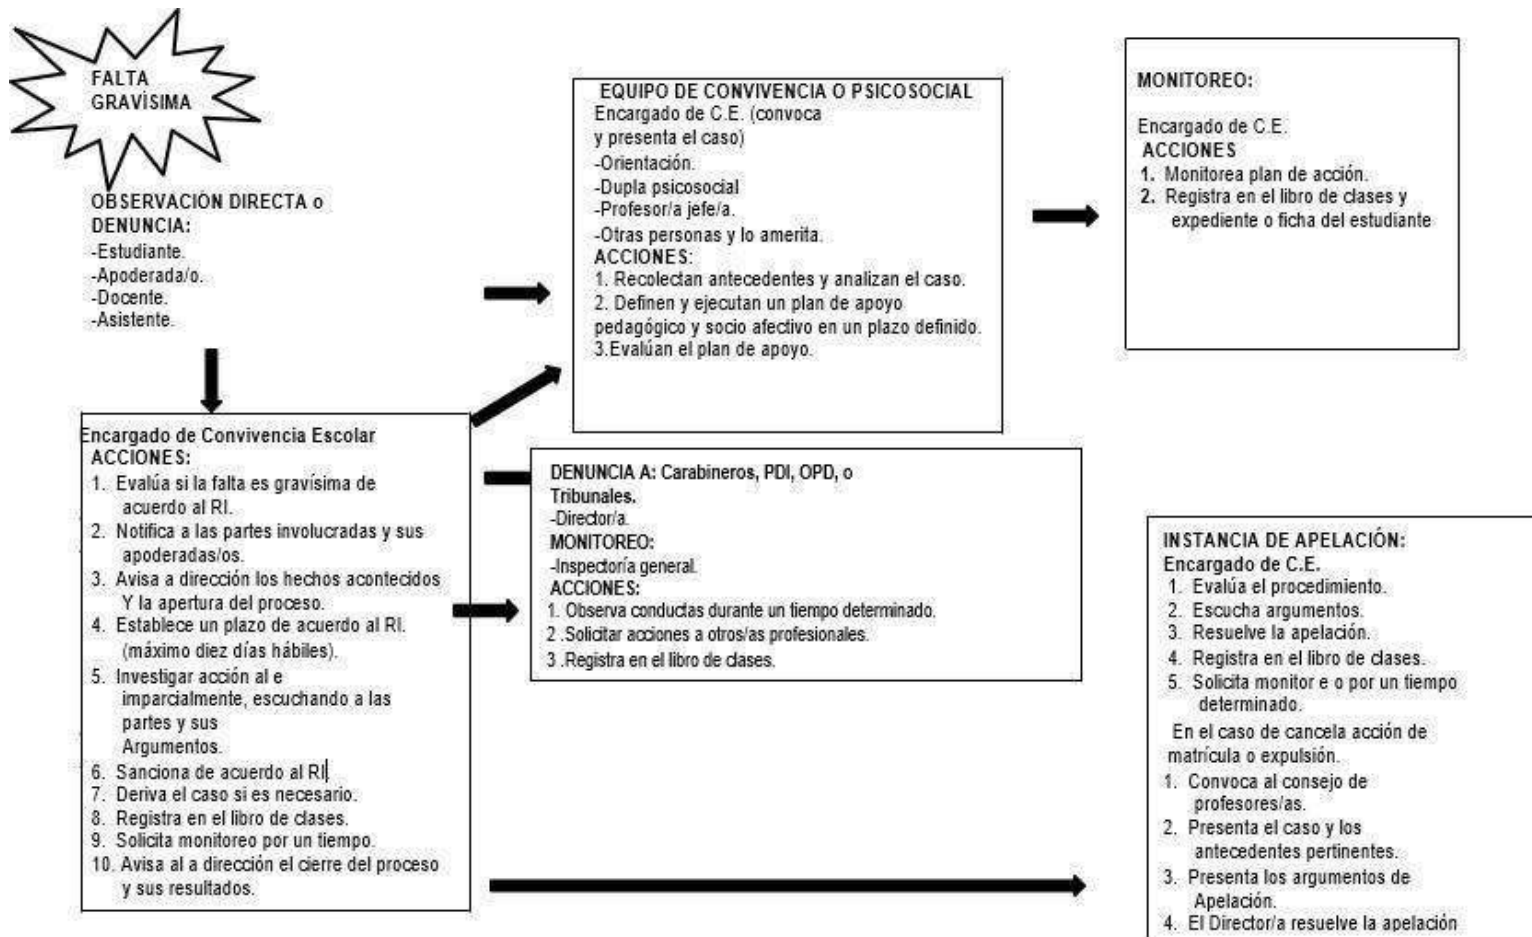 FALTA
GRAVÍSIMA
OBSERVACIÓN DIRECTA o
DENUNCIA:
-Estudiante.
-Apoderada/o.
-Docente.
-Asistente.
Encargado de Convivencia Escolar
ACCIONES:
1. Evalúa si la falta es gravísima de
acuerdo al RI.
2. Notifica a las partes involucradas y sus
apoderadas/os.
3. Avisa a dirección los hechos acontecidos
Y la apertura del proceso.
4. Establece un plazo de acuerdo al RI.
(máximo diez días hábiles).
5. Investigar acción al e
imparcialmente, escuchando a las
partes y sus
Argumentos.
6. Sanciona de acuerdo al RI
7. Deriva el caso si es necesario.
8. Registra en el libro de clases.
9. Solicita monitoreo por un tiempo.
10. Avisa al a dirección el cierre del proceso
y sus resultados.
EQUIPO DE CONVIVENCIA O PSICOSOCIAL
Encargado de C.E. (convoca
y presenta el caso)
-Orientación.
-Dupla psicosocial
-Profesor/a jefe/a.
-Otras personas y lo amerita.
ACCIONES:
1. Recolectan antecedentes y analizan el caso.
2. Definen y ejecutan un plan de apoyo
pedagógico y socio afectivo en un plazo definido.
3.Evalúan el plan de apoyo.
DENUNCIA A: Carabineros, PDI, OPD, o
Tribunales.
-Director/a.
MONITOREO:
-Inspectoría general.
ACCIONES:
1. Observa conductas durante un tiempo determinado.
2 .Solicitar acciones a otros/as profesionales.
3 .Registra en el libro de clases.
MONITOREO:
Encargado de C.E.
ACCIONES
1. Monitorea plan de acción.
2. Registra en el libro de clases y
expediente o ficha del estudiante
INSTANCIA DE APELACIÓN:
Encargado de C.E.
1. Evalúa el procedimiento.
2. Escucha argumentos.
3. Resuelve la apelación.
4. Registra en el libro de clases.
5. Solicita monitor e o por un tiempo
determinado.
En el caso de cancela acción de
matrícula o expulsión.
1. Convoca al consejo de
profesores/as.
2. Presenta el caso y los
antecedentes pertinentes.
3. Presenta los argumentos de
Apelación.
4. El Director/a resuelve la apelación